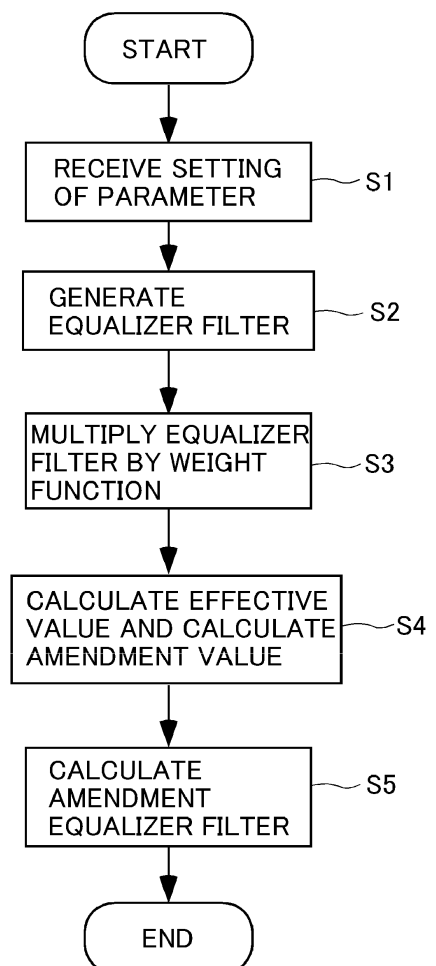 START
RECEIVE SETTING
OF PARAMETER
S1
GENERATE
EQUALIZER FILTER
S2
MULTIPLY EQUALIZER
FILTER BY WEIGHT
FUNCTION
S3
CALCULATE EFFECTIVE
VALUE AND CALCULATE
AMENDMENT VALUE
S4
CALCULATE
AMENDMENT
EQUALIZER FILTER
S5
END